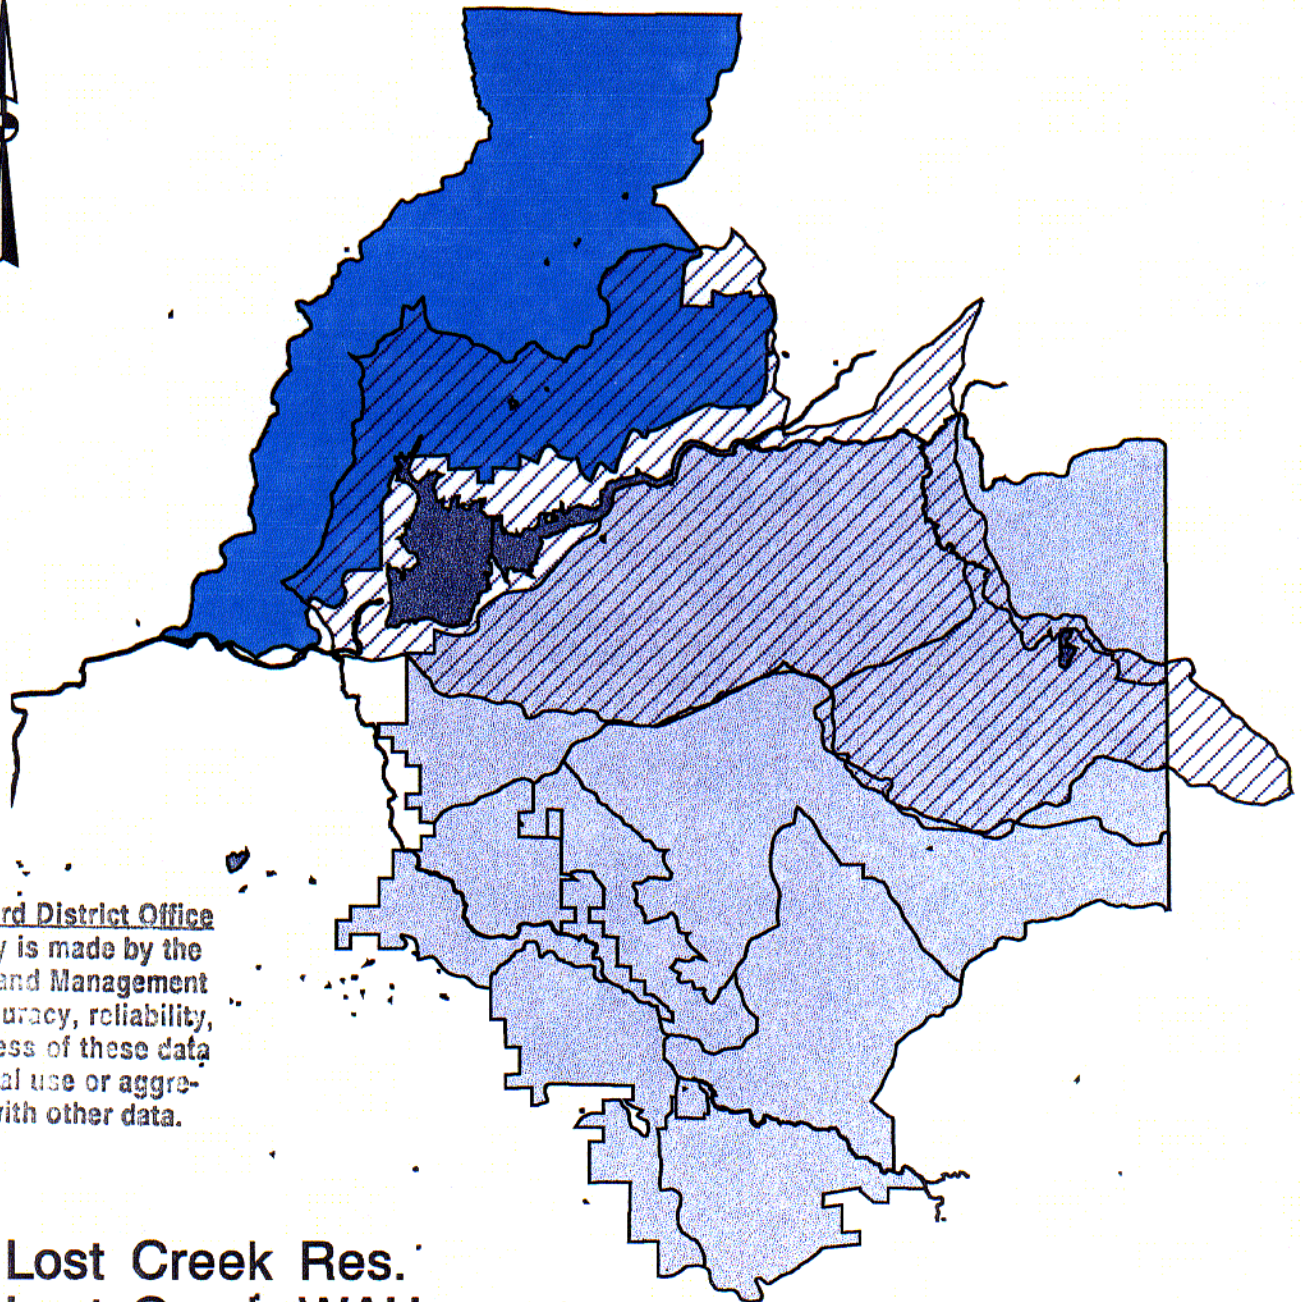 rd District Office
y is made by the
and Management
uracy, reliability,
ess of these data
al use or aggre-
with other data.
Lost Creek Res.